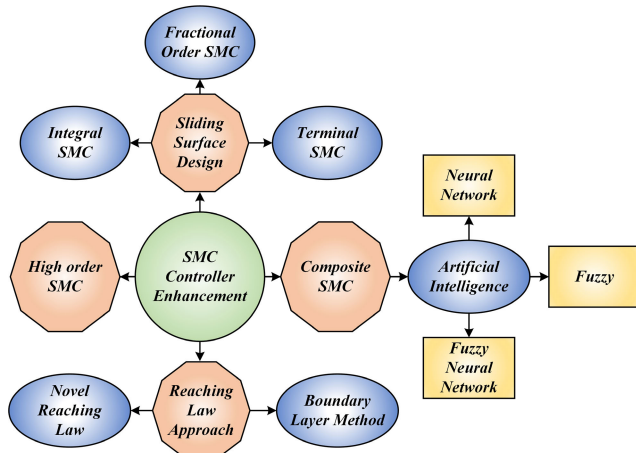 Fractional
Order SMC
Integral
SMC
Sliding
Surface
Design
Terminal
SMC
Neural
Network
High order
SMC
SMC
Controller
Enhancement
Composite
SMC
Artificial
Intelligence
Fuzzy
Fuzzy
Neural
Network
Novel
Reaching
Law
Reaching
Law
Approach
Boundary
Layer Method